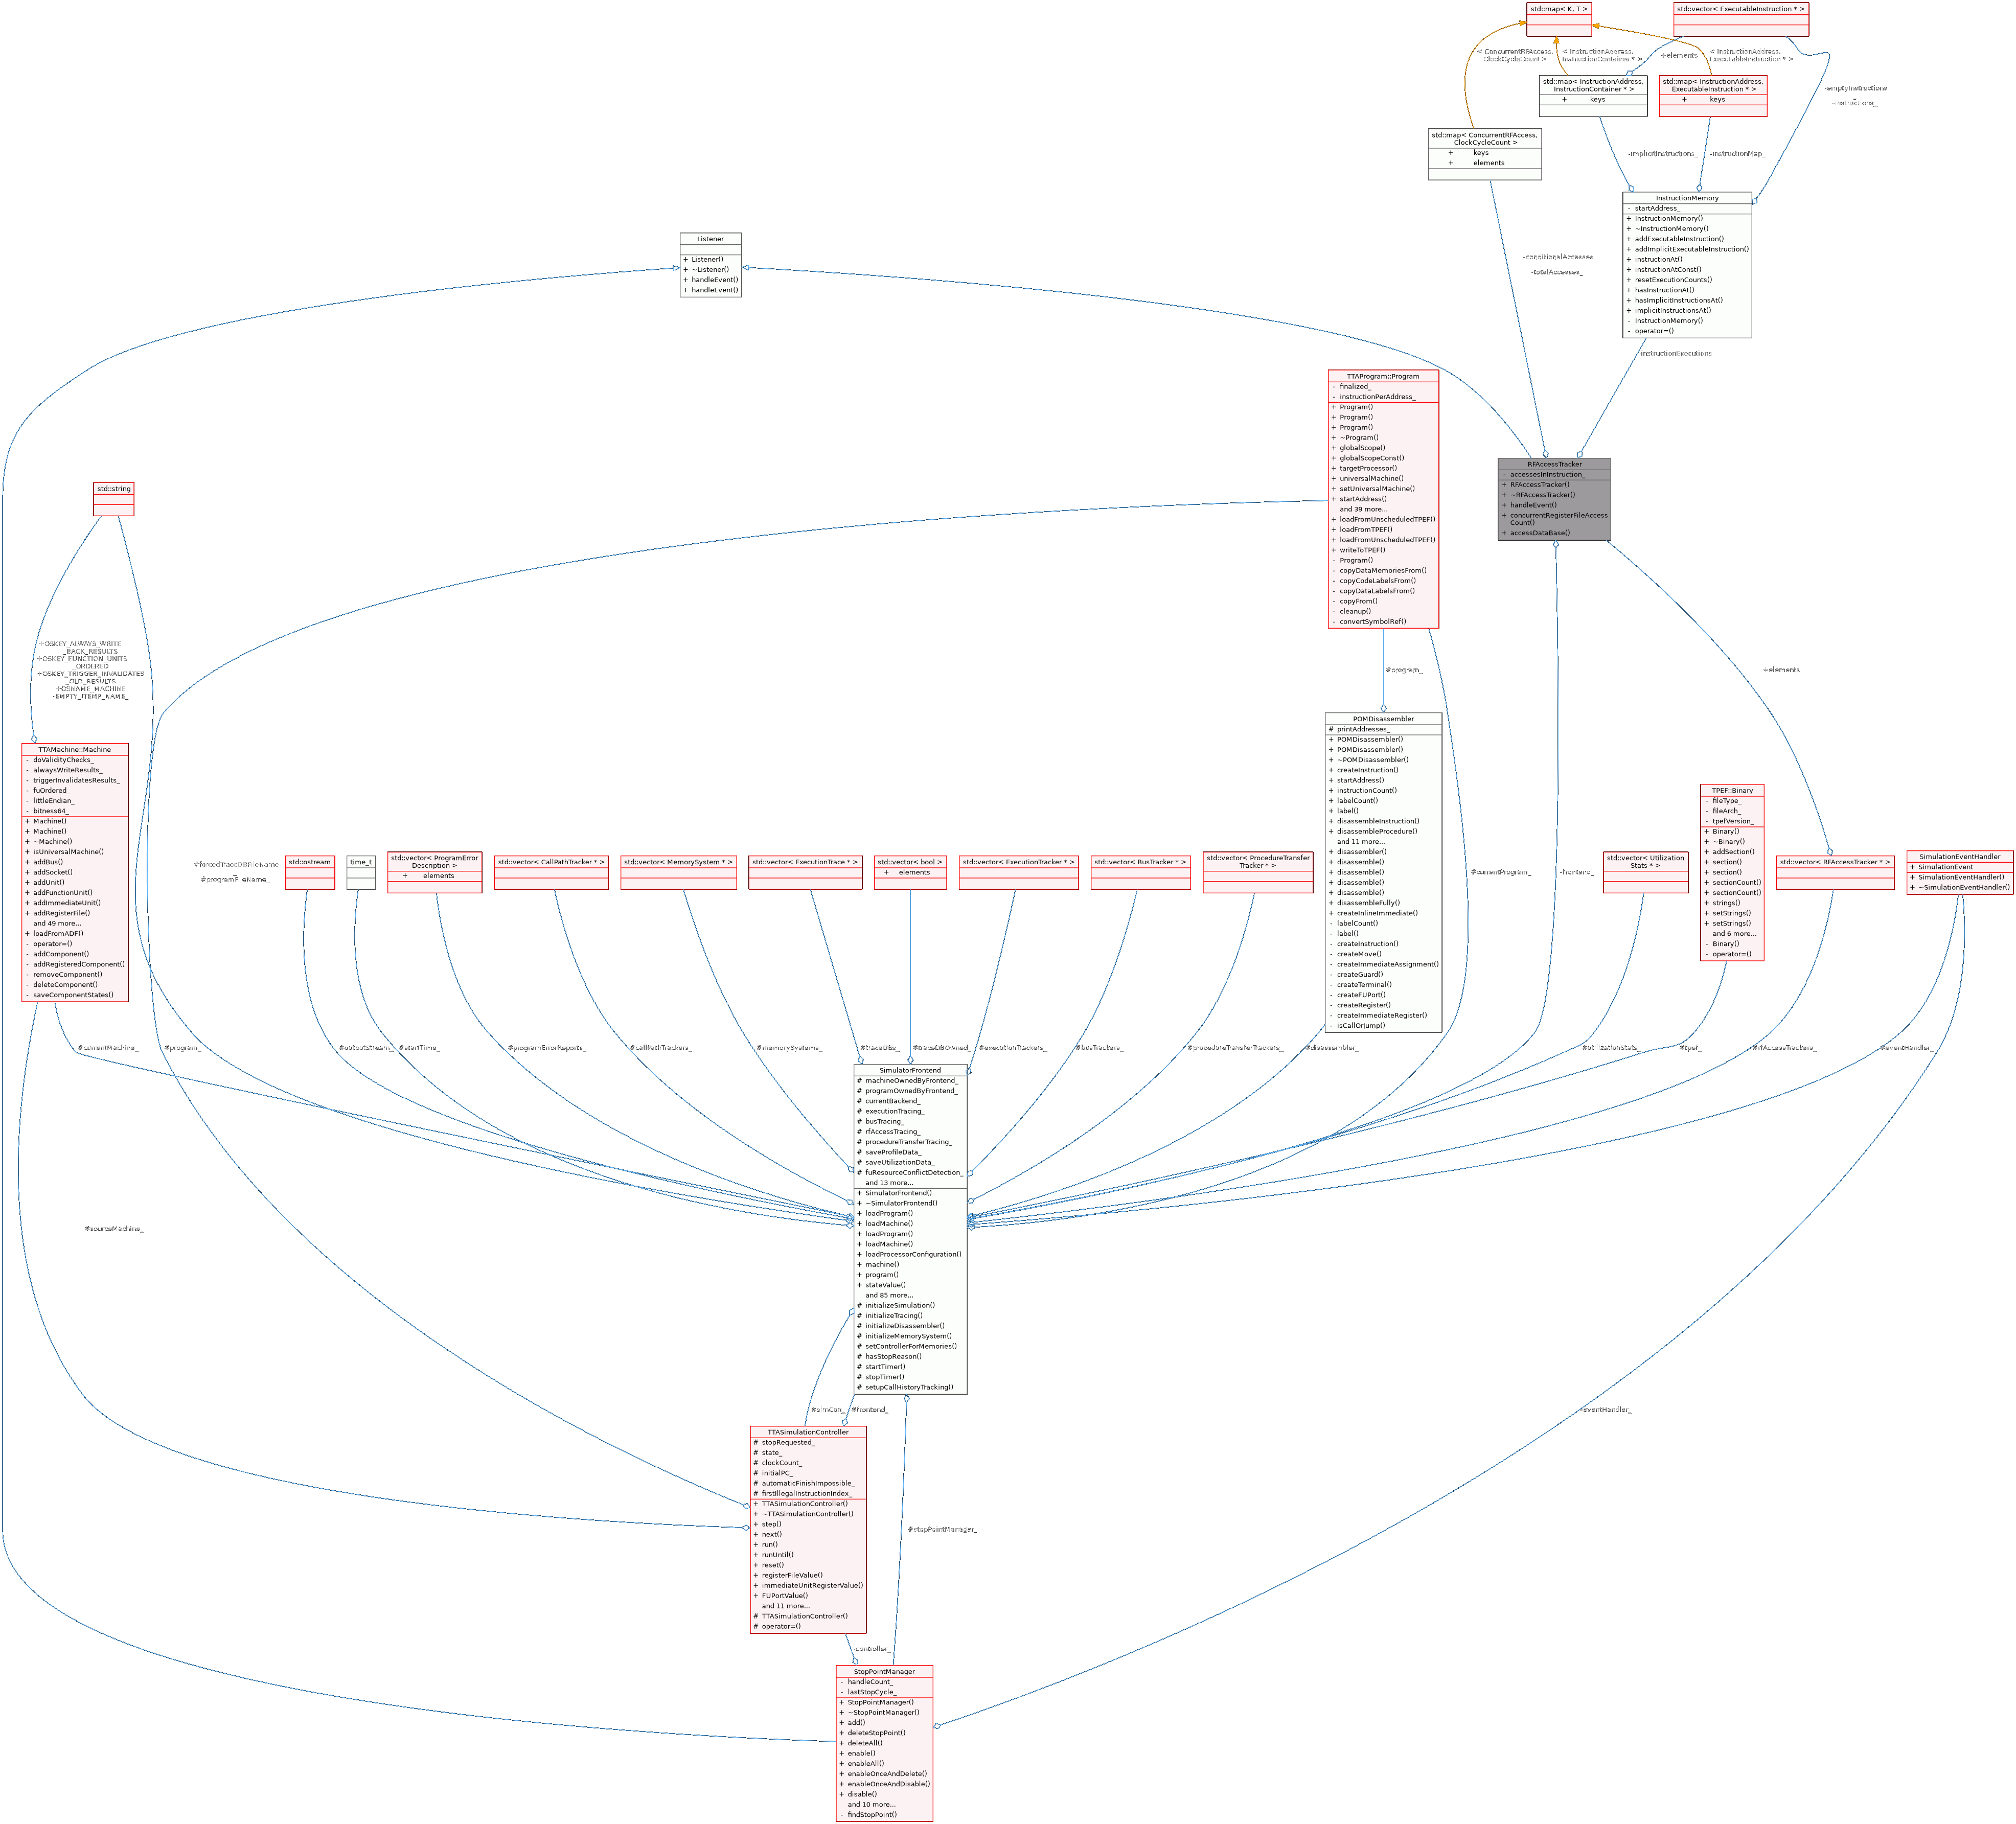 std::map< K, T >
std::vector< ExecutableInstruction * >
< ConcurrentRFAccess,
ClockCycleCount >
< InstructionAddress,
InstructionContainer * >
+elements
< InstructionAddress,
ExecutableInstruction * >
std::map< InstructionAddress,
InstructionContainer * >
+ keys
std::map< InstructionAddress,
ExecutableInstruction * >
+ keys
-emptyInstructions
_
-instructions_
std::map< ConcurrentRFAccess,
ClockCycleCount >
+ keys
+ elements
-implicitInstructions_
-instructionMap_
InstructionMemory
- startAddress_
+ InstructionMemory()
+ ~InstructionMemory()
+ addExecutableInstruction()
+ addImplicitExecutableInstruction()
+ instructionAt()
+ instructionAtConst()
+ resetExecutionCounts()
+ hasInstructionAt()
+ hasImplicitInstructionsAt()
+ implicitInstructionsAt()
- InstructionMemory()
- operator=()
Listener
+ Listener()
+ ~Listener()
+ handleEvent()
+ handleEvent()
-conditionalAccesses
_
-totalAccesses_
-instructionExecutions_
TTAProgram::Program
- finalized_
- instructionPerAddress_
+ Program()
+ Program()
+ Program()
+ ~Program()
+ globalScope()
+ globalScopeConst()
+ targetProcessor()
+ universalMachine()
+ setUniversalMachine()
+ startAddress()
and 39 more...
+ loadFromUnscheduledTPEF()
+ loadFromTPEF()
+ loadFromUnscheduledTPEF()
+ writeToTPEF()
- Program()
- copyDataMemoriesFrom()
- copyCodeLabelsFrom()
- copyDataLabelsFrom()
- copyFrom()
- cleanup()
- convertSymbolRef()
RFAccessTracker
- accessesInInstruction_
+ RFAccessTracker()
+ ~RFAccessTracker()
+ handleEvent()
+ concurrentRegisterFileAccess
Count()
+ accessDataBase()
std::string
+OSKEY_ALWAYS_WRITE
_BACK_RESULTS
+OSKEY_FUNCTION_UNITS
_ORDERED
+OSKEY_TRIGGER_INVALIDATES
_OLD_RESULTS
+OSNAME_MACHINE
-EMPTY_ITEMP_NAME_
#program_
+elements
TTAMachine::Machine
- doValidityChecks_
- alwaysWriteResults_
- triggerInvalidatesResults_
- fuOrdered_
- littleEndian_
- bitness64_
+ Machine()
+ Machine()
+ ~Machine()
+ isUniversalMachine()
+ addBus()
+ addSocket()
+ addUnit()
+ addFunctionUnit()
+ addImmediateUnit()
+ addRegisterFile()
and 49 more...
+ loadFromADF()
- operator=()
- addComponent()
- addRegisteredComponent()
- removeComponent()
- deleteComponent()
- saveComponentStates()
POMDisassembler
# printAddresses_
+ POMDisassembler()
+ POMDisassembler()
+ ~POMDisassembler()
+ createInstruction()
+ startAddress()
+ instructionCount()
+ labelCount()
+ label()
+ disassembleInstruction()
+ disassembleProcedure()
and 11 more...
+ disassembler()
+ disassemble()
+ disassemble()
+ disassemble()
+ disassemble()
+ disassembleFully()
+ createInlineImmediate()
- labelCount()
- label()
- createInstruction()
- createMove()
- createImmediateAssignment()
- createGuard()
- createTerminal()
- createFUPort()
- createRegister()
- createImmediateRegister()
- isCallOrJump()
#forcedTraceDBFileName
_
#programFileName_
std::ostream
time_t
std::vector< ProgramError
Description >
+ elements
std::vector< CallPathTracker * >
std::vector< MemorySystem * >
std::vector< ExecutionTrace * >
std::vector< bool >
+ elements
std::vector< ExecutionTracker * >
std::vector< BusTracker * >
std::vector< ProcedureTransfer
Tracker * >
#currentProgram_
-frontend_
std::vector< Utilization
Stats * >
TPEF::Binary
- fileType_
- fileArch_
- tpefVersion_
+ Binary()
+ ~Binary()
+ addSection()
+ section()
+ section()
+ sectionCount()
+ sectionCount()
+ strings()
+ setStrings()
+ setStrings()
and 6 more...
- Binary()
- operator=()
std::vector< RFAccessTracker * >
SimulationEventHandler
+ SimulationEvent
+ SimulationEventHandler()
+ ~SimulationEventHandler()
#currentMachine_
#program_
#outputStream_
#startTime_
#programErrorReports_
#callPathTrackers_
#memorySystems_
#traceDbs_
#traceDBOwned_
#executionTrackers_
#busTrackers_
#procedureTransferTrackers_
#disassembler_
#utilizationStats_
#tpef_
#rfAccessTrackers_
#eventHandler_
SimulatorFrontend
# machineOwnedByFrontend_
# programOwnedByFrontend_
# currentBackend_
# executionTracing_
# busTracing_
# rfAccessTracing_
# procedureTransferTracing_
# saveProfileData_
# saveUtilizationData_
# fuResourceConflictDetection_
and 13 more...
+ SimulatorFrontend()
+ ~SimulatorFrontend()
+ loadProgram()
+ loadMachine()
+ loadProgram()
+ loadMachine()
+ loadProcessorConfiguration()
+ machine()
+ program()
+ stateValue()
and 85 more...
# initializeSimulation()
# initializeTracing()
# initializeDisassembler()
# initializeMemorySystem()
# setControllerForMemories()
# hasStopReason()
# startTimer()
# stopTimer()
# setupCallHistoryTracking()
#sourceMachine_
#simCon_
#frontend_
-eventHandler_
TTASimulationController
# stopRequested_
# state_
# clockCount_
# initialPC_
# automaticFinishImpossible_
# firstIllegalInstructionIndex_
+ TTASimulationController()
+ ~TTASimulationController()
+ step()
+ next()
+ run()
+ runUntil()
+ reset()
+ registerFileValue()
+ immediateUnitRegisterValue()
+ FUPortValue()
and 11 more...
# TTASimulationController()
# operator=()
#stopPointManager_
-controller_
StopPointManager
- handleCount_
- lastStopCycle_
+ StopPointManager()
+ ~StopPointManager()
+ add()
+ deleteStopPoint()
+ deleteAll()
+ enable()
+ enableAll()
+ enableOnceAndDelete()
+ enableOnceAndDisable()
+ disable()
and 10 more...
- findStopPoint()